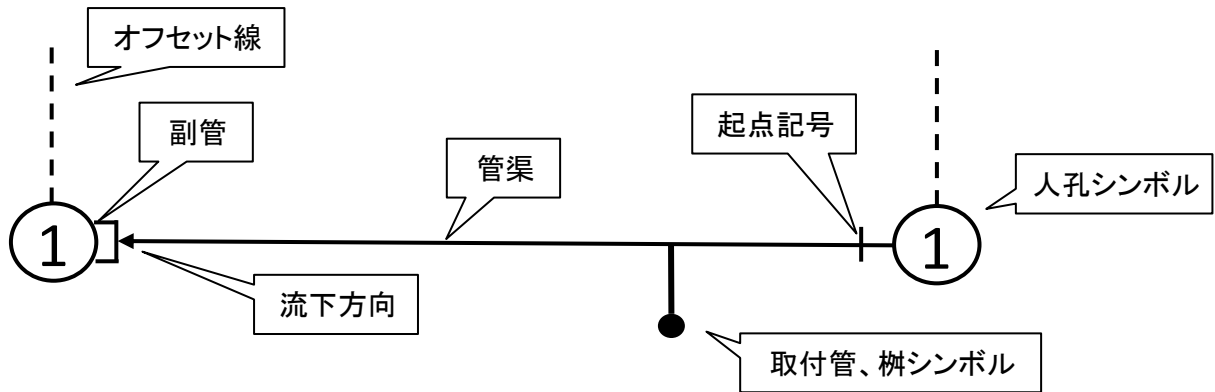 オフセット線
副管
管渠
起点記号
人孔シンボル
1
1
流下方向
取付管、桝シンボル